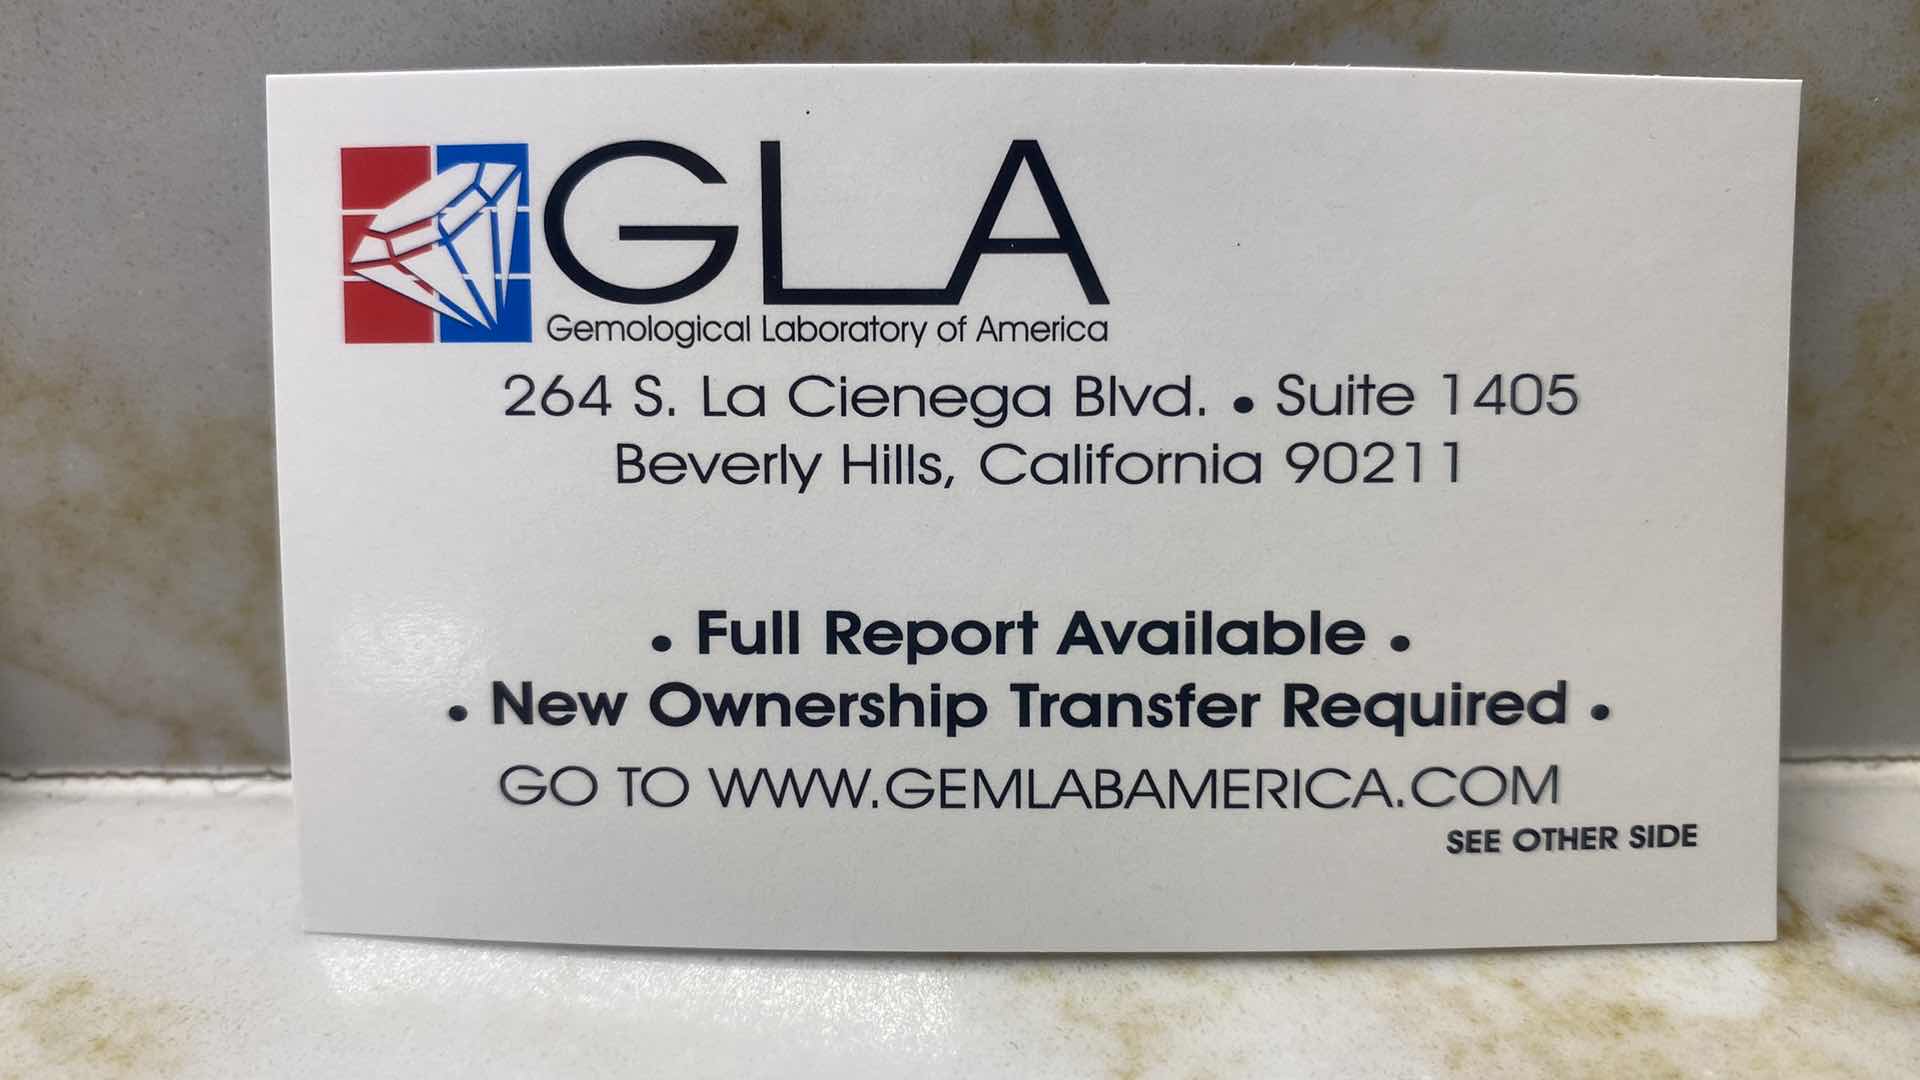 GLA
Gemological Laboratory of America
264 S. La Cienega Blvd. • Suite 1405
Beverly Hills, California 90211
• Full Report Available •
• New Ownership Transfer Required •
GO TO WWW.GEMLABAMERICA.COM
SEE OTHER SIDE